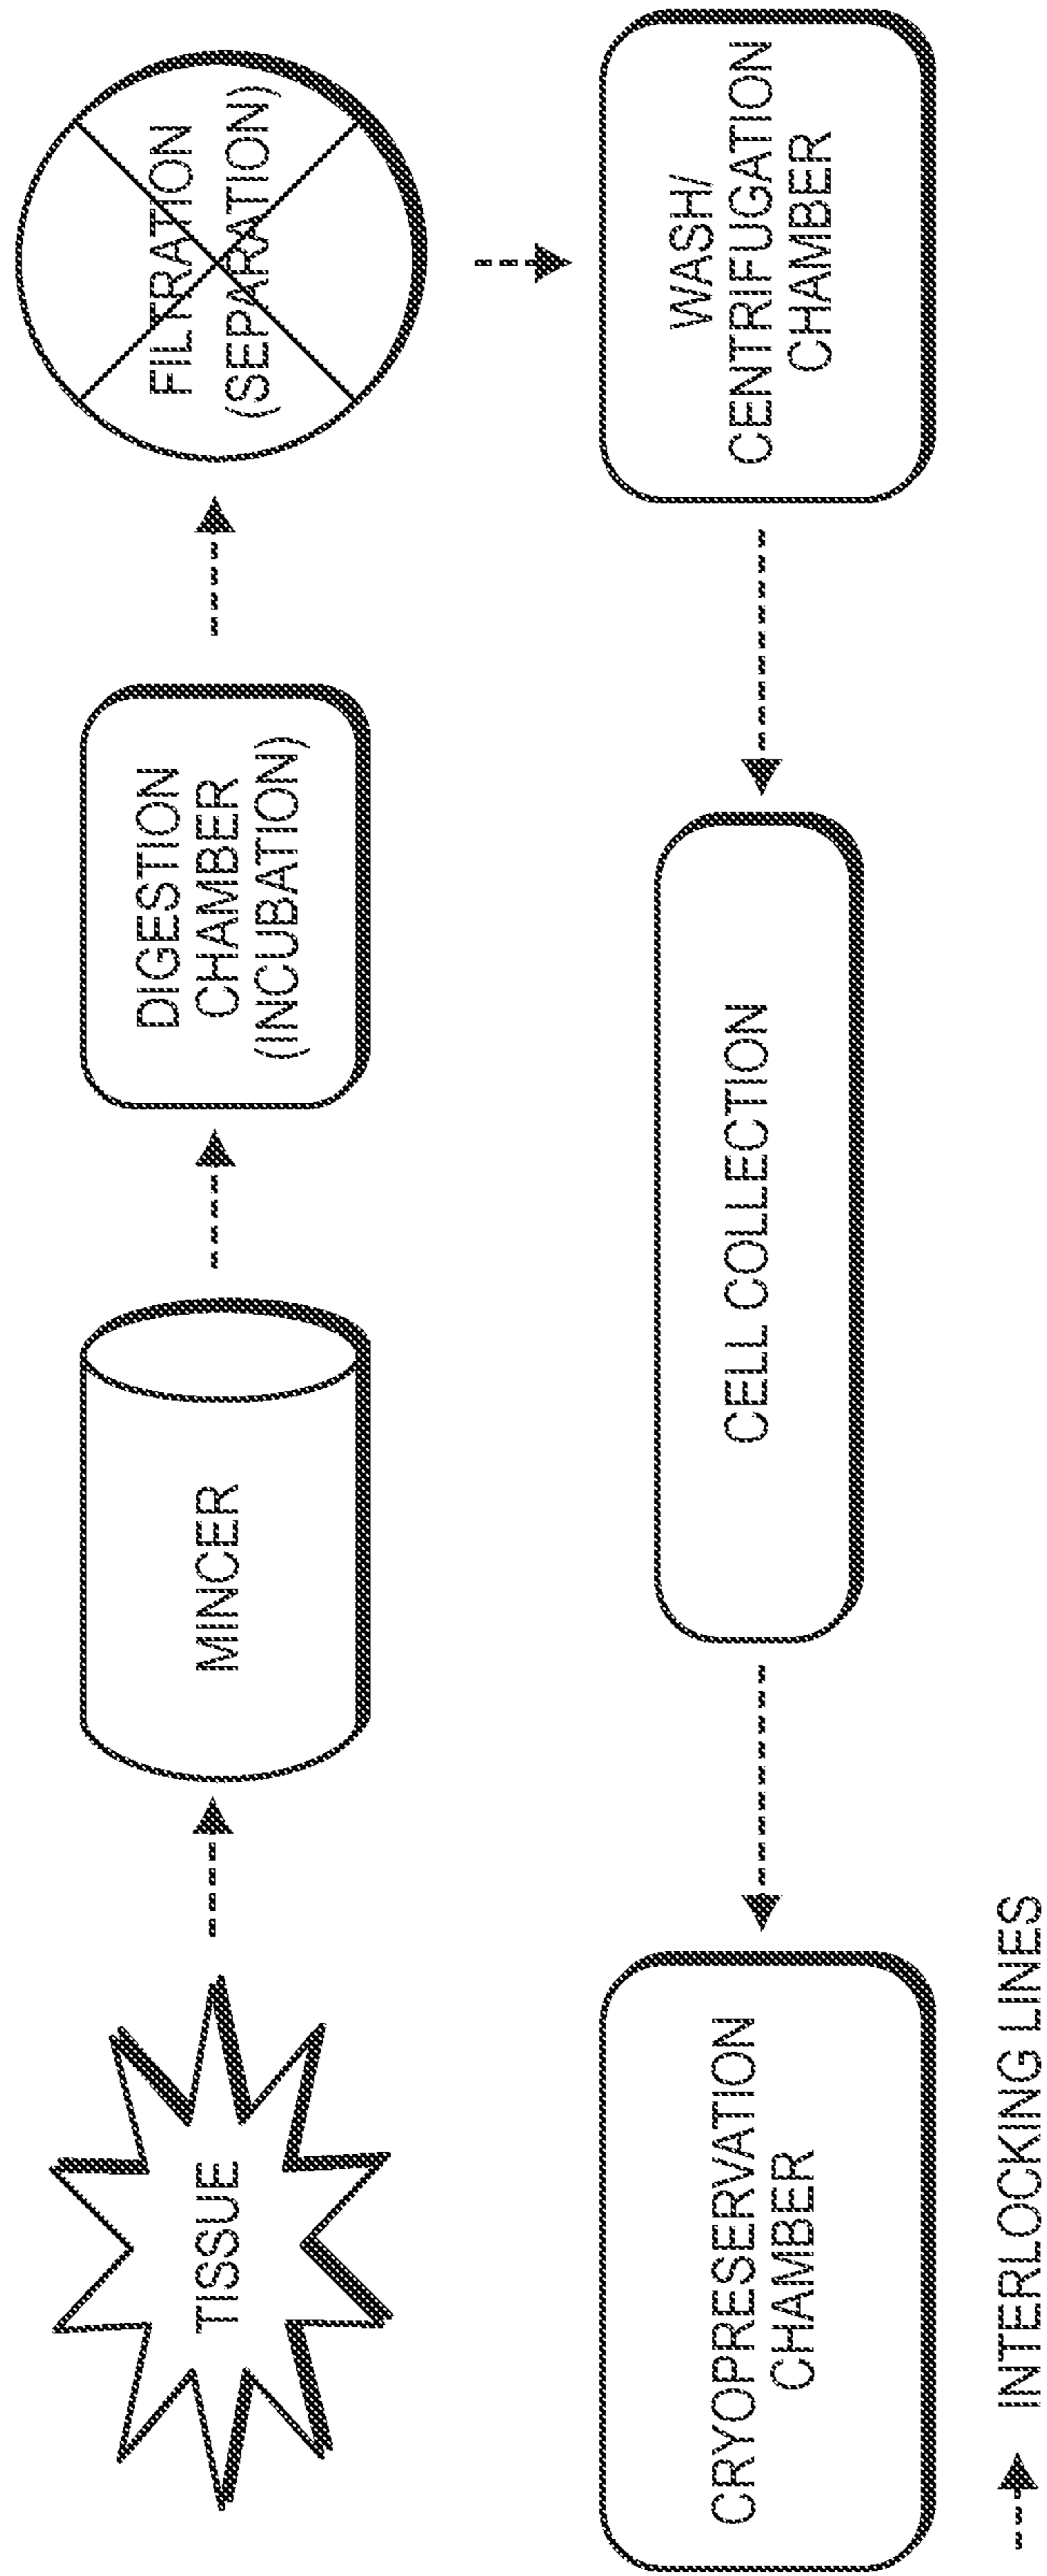 TISSUE
MINCER
DIGESTION
CHAMBER
(INCUBATION)
FILTRATION
(SEPARATION)
WASH/
CENTRIFUGATION
CHAMBER
CELL COLLECTION
CRYOPRESERVATION
CHAMBER
INTERLOCKING LINES